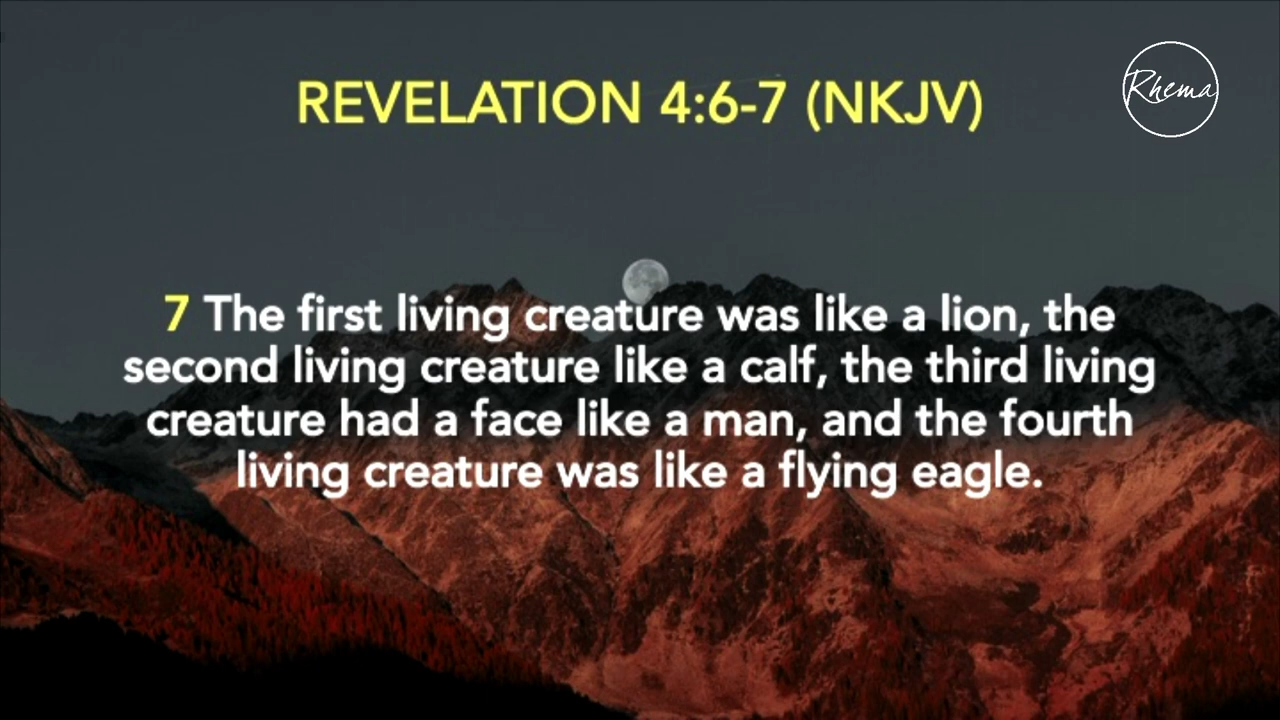 REVELATION 4:6-7 (NKJV)
Rhema
7 The first living creature was like a lion, the
second living creature like a calf, the third living
creature had a face like a man, and the fourth
living creature was like a flying eagle.